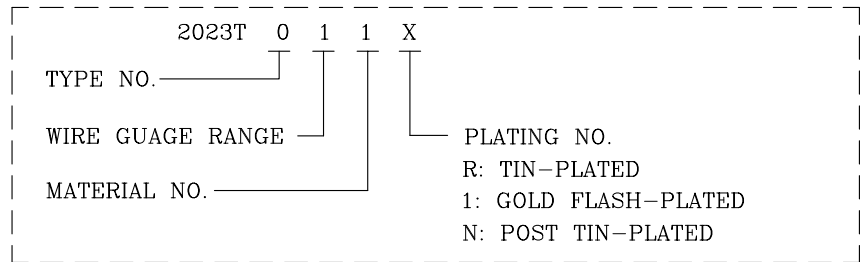 2023T 0 1 1 X
TYPE NO.
WIRE GUAGE RANGE
PLATING NO.
R: TIN-PLATED
MATERIAL NO.
1: GOLD FLASH-PLATED
N: POST TIN-PLATED